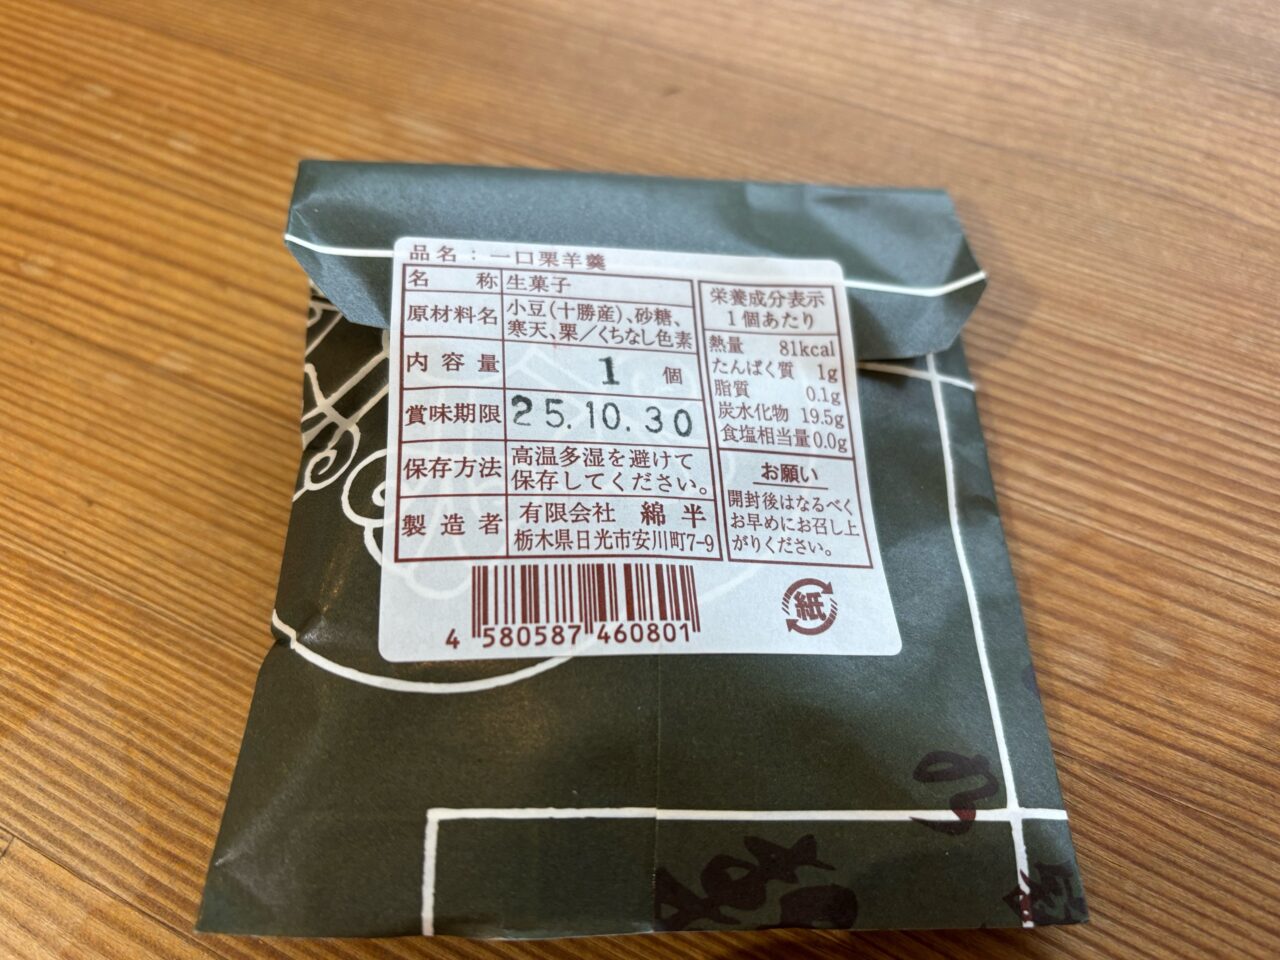 品名：一口栗羊羹
名称 生菓子
原材料名 小豆(十勝産)、砂糖、
寒天、栗／くちなし色素
内容量 1 個
賞味期限 25.10.30
保存方法 高温多湿を避けて
保存してください。
製造者 有限会社 綿半
栃木県日光市安川町7-9
栄養成分表示
1個あたり
熱量 81kcal
たんぱく質 1g
脂質 0.1g
炭水化物 19.5g
食塩相当量 0.0g
お願い
開封後はなるべく
お早めにお召し上
がりください。
4 580587 460801
紙